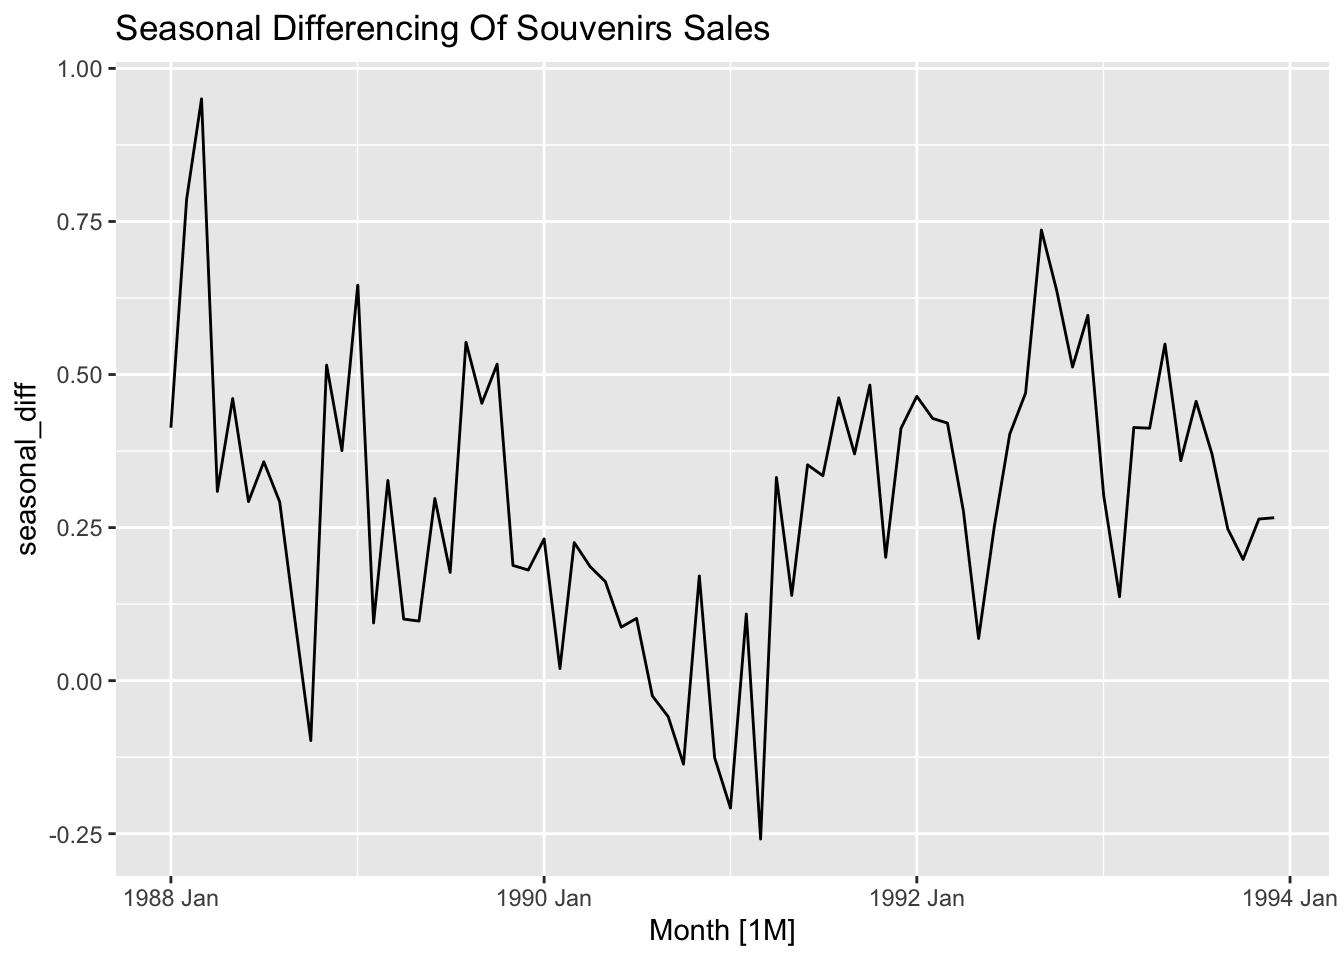 Seasonal Differencing Of Souvenirs Sales
1.00
0.75
0.50
0.25
0.00
-0.25
seasonal_diff
1988 Jan
1990 Jan
1992 Jan
1994 Jan
Month [1M]